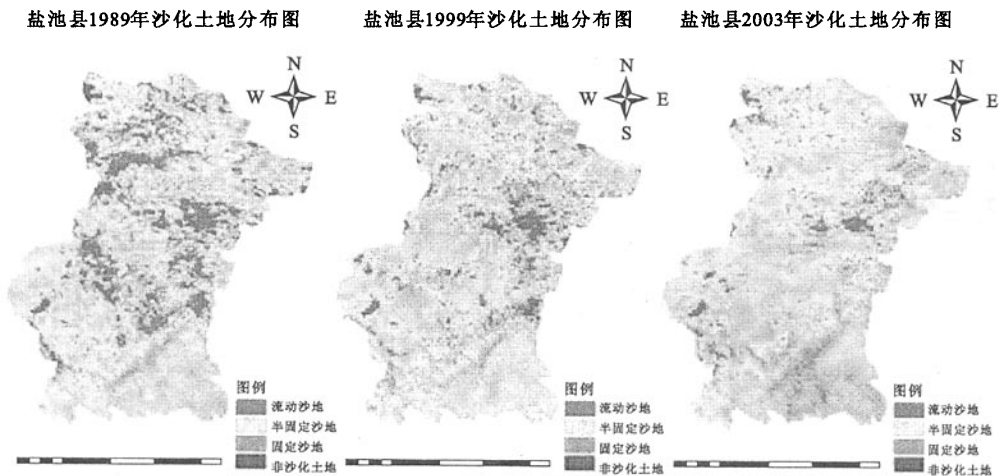 盐池县1989年沙化土地分布图
N
W E
S
图例
流动沙地
半固定沙地
固定沙地
非沙化土地
盐池县1999年沙化土地分布图
N
W E
S
图例
流动沙地
半固定沙地
固定沙地
非沙化土地
盐池县2003年沙化土地分布图
N
W E
S
图例
流动沙地
半固定沙地
固定沙地
非沙化土地